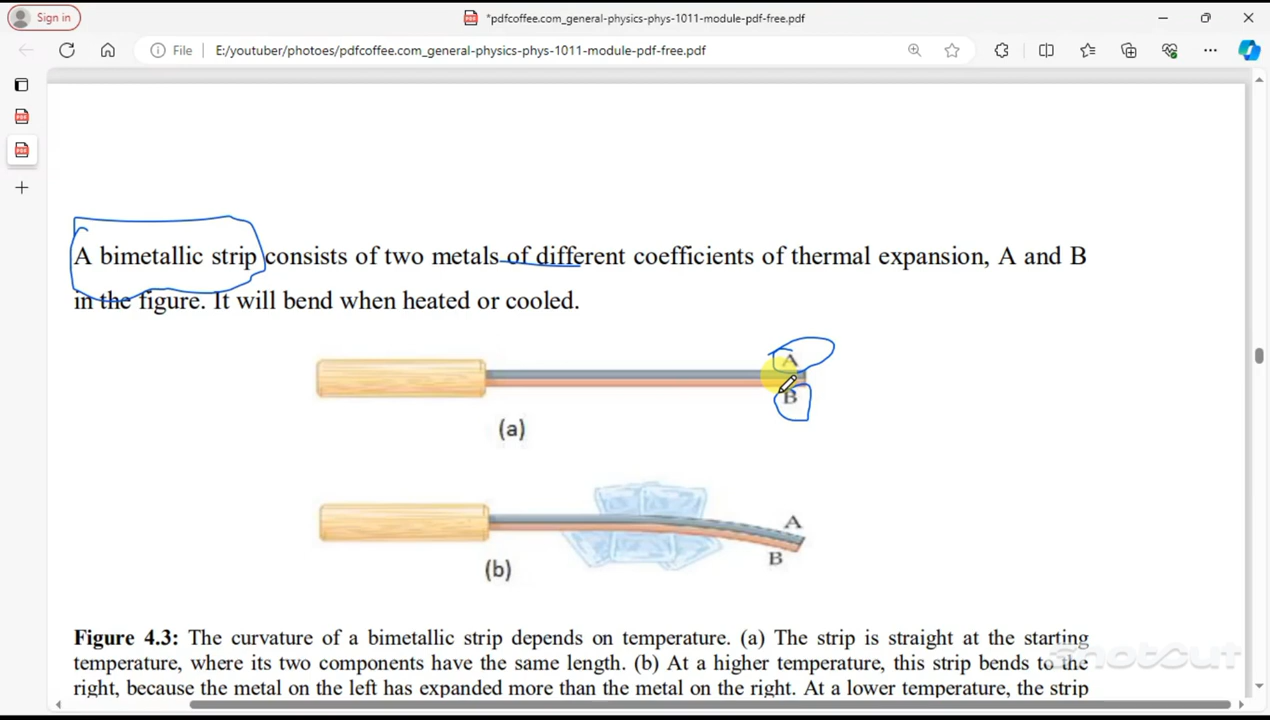 Sign in
*pdfcoffee.com_general-physics-phys-1011-module-pdf-free.pdf
File
E:/youtuber/photoes/pdfcoffee.com_general-physics-phys-1011-module-pdf-free.pdf
A bimetallic strip consists of two metals of different coefficients of thermal expansion, A and B
in the figure. It will bend when heated or cooled.
A
B
(a)
A
B
(b)
Figure 4.3: The curvature of a bimetallic strip depends on temperature. (a) The strip is straight at the starting
temperature, where its two components have the same length. (b) At a higher temperature, this strip bends to the
right, because the metal on the left has expanded more than the metal on the right. At a lower temperature, the strip
shotcut